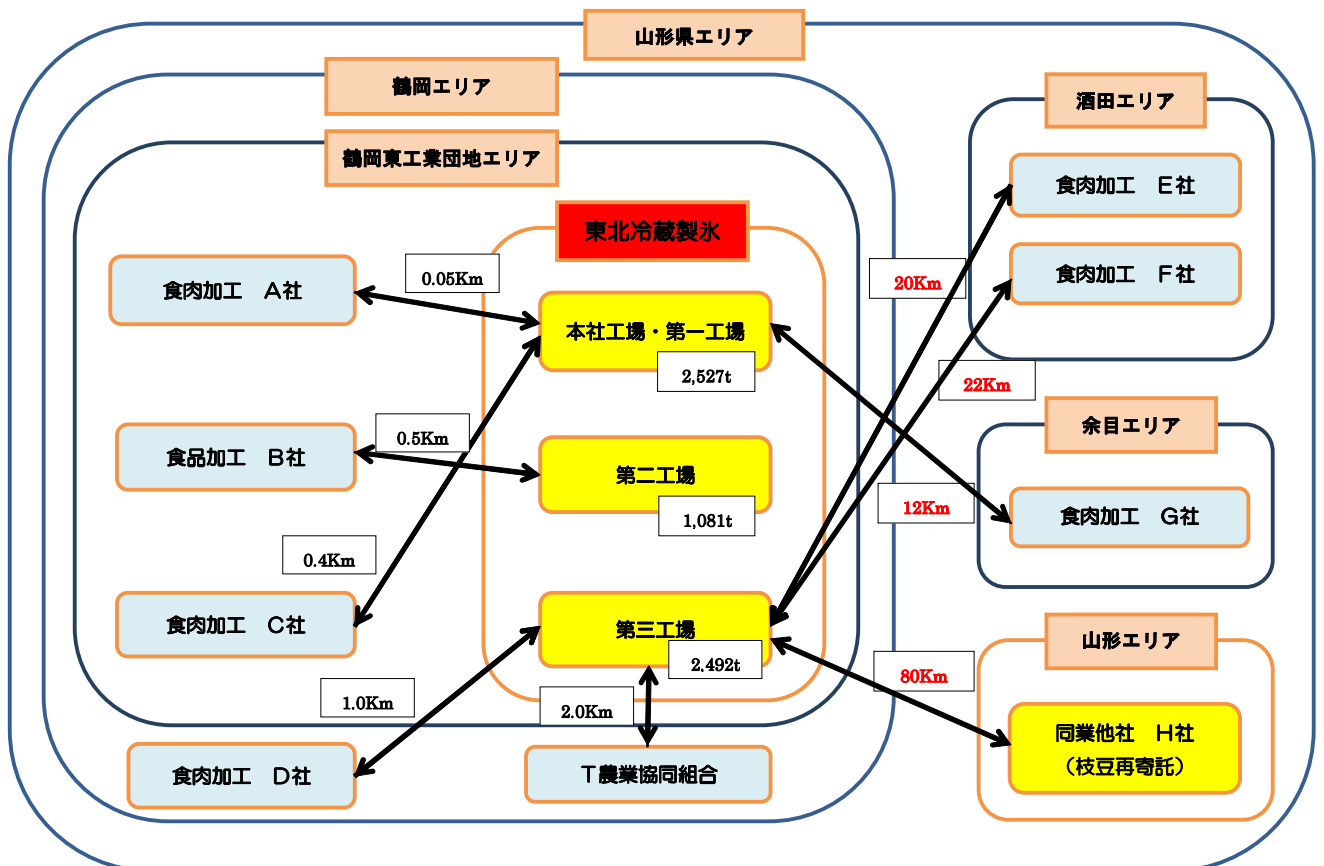 山形県エリア
鶴岡エリア
酒田エリア
鶴岡東工業団地エリア
食肉加工　E社
東北冷蔵製氷
食肉加工　A社
0.05Km
20Km
食肉加工　F社
本社工場・第一工場
2,527t
22Km
余目エリア
食品加工　B社
0.5Km
第二工場
1,081t
12Km
食肉加工　G社
0.4Km
食肉加工　C社
第三工場
2,492t
山形エリア
1.0Km
2.0Km
80Km
同業他社　H社
（枝豆再寄託）
食肉加工　D社
T農業協同組合